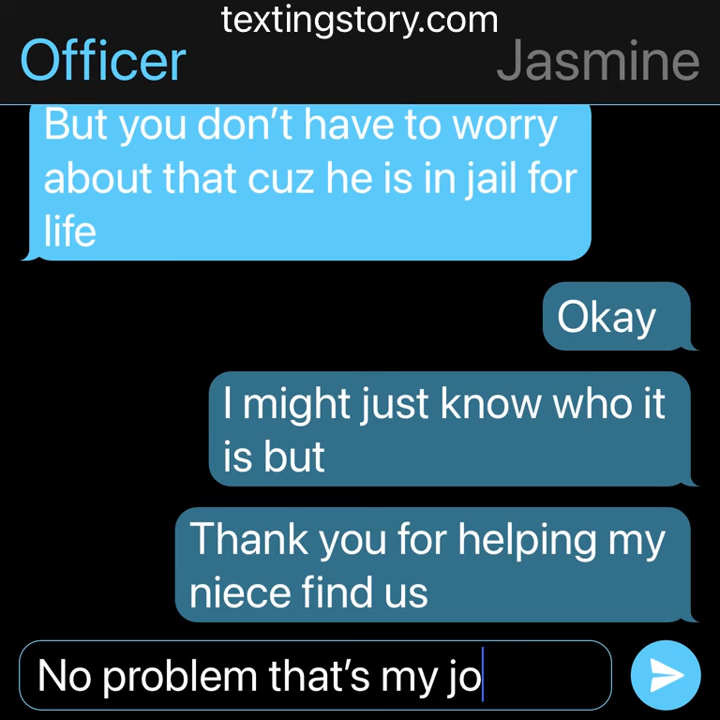 textingstory.com
Officer
Jasmine
But you don’t have to worry
about that cuz he is in jail for
life
Okay
I might just know who it
is but
Thank you for helping my
niece find us
No problem that’s my jo